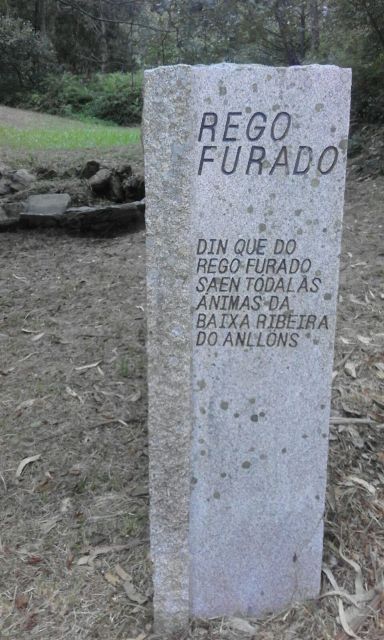 REGO
FURADO
DIN QUE DO
REGO FURADO
SAEN TODALAS
ÁNIMAS DA
BAIXA RIBEIRA
DO ANLLÓNS